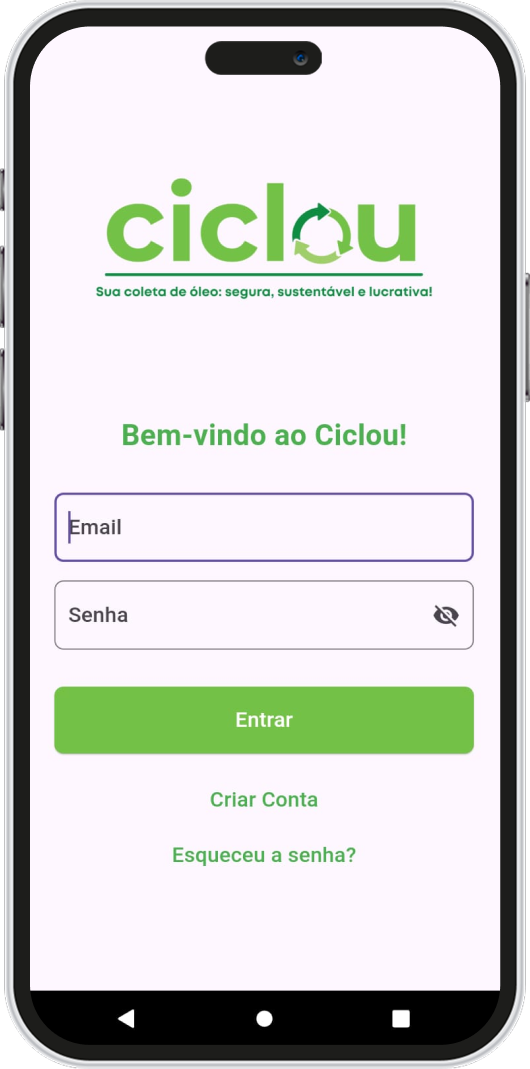 ciclou
Sua coleta de óleo: segura, sustentável e lucrativa!
Bem-vindo ao Ciclou!
Email
Senha
Entrar
Criar Conta
Esqueceu a senha?